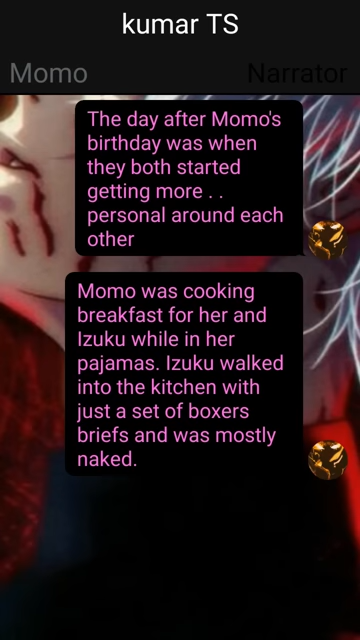 kumar TS
Momo Narrator
The day after Momo's
birthday was when
they both started
getting more . .
personal around each
other
Momo was cooking
breakfast for her and
Izuku while in her
pajamas. Izuku walked
into the kitchen with
just a set of boxers
briefs and was mostly
naked.